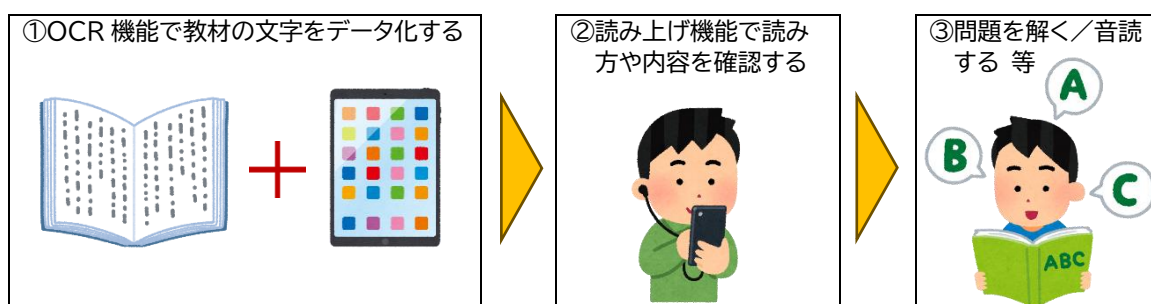 ①OCR 機能で教材の文字をデータ化する
②読み上げ機能で読み
方や内容を確認する
③問題を解く／音読
する 等
A
B
C
ABC